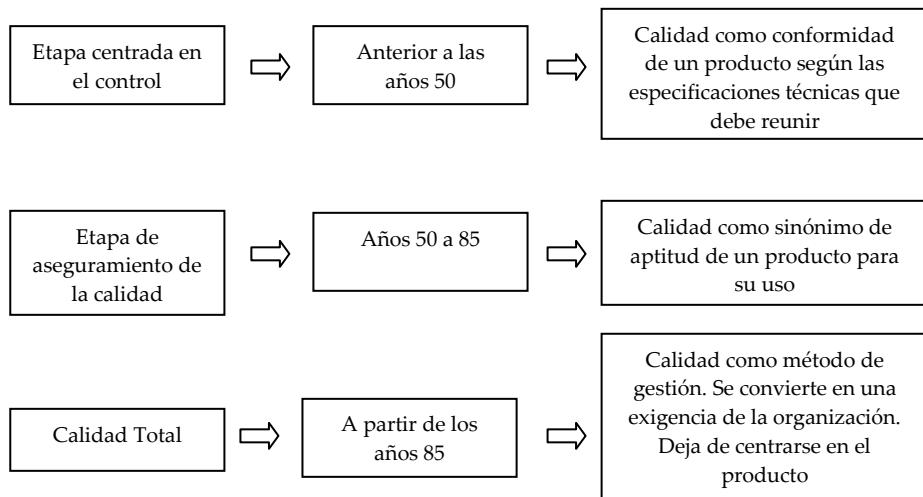 Etapa centrada en
el control
Anterior a las
años 50
Calidad como conformidad
de un producto según las
especificaciones técnicas que
debe reunir
Etapa de
aseguramiento de
la calidad
Años 50 a 85
Calidad como sinónimo de
aptitud de un producto para
su uso
Calidad Total
A partir de los
años 85
Calidad como método de
gestión. Se convierte en una
exigencia de la organización.
Deja de centrarse en el
producto